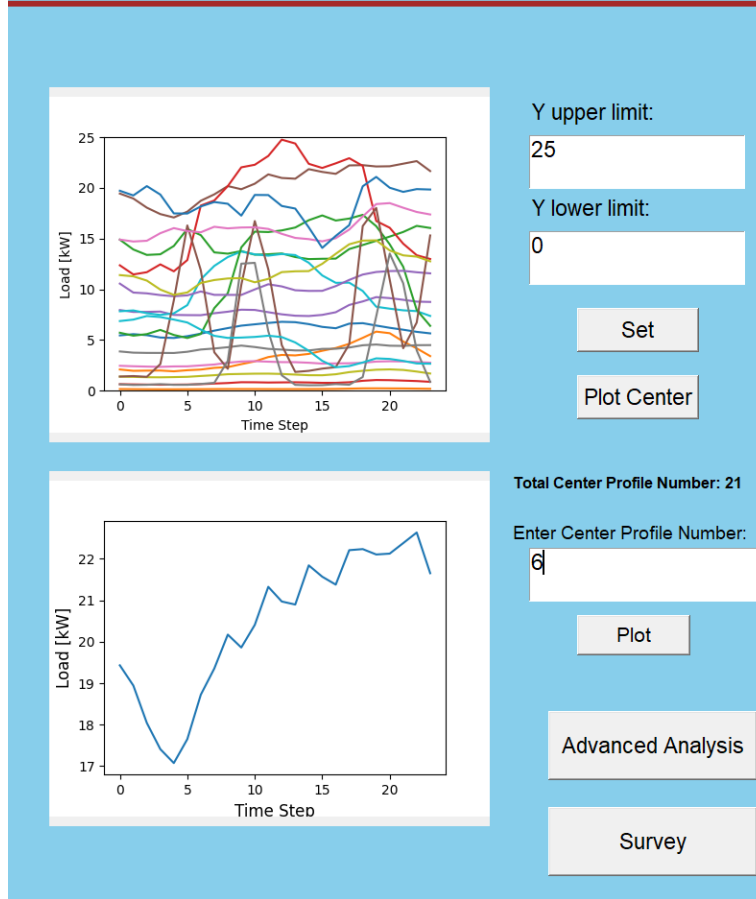 Y upper limit:
25
Y lower limit:
0
Set
Plot Center
25
20
15
10
5
0
Load [kW]
0 5 10 15 20
Time Step
Total Center Profile Number: 21
Enter Center Profile Number:
6
Plot
22
21
20
19
18
17
Load [kW]
0 5 10 15 20
Time Step
Advanced Analysis
Survey